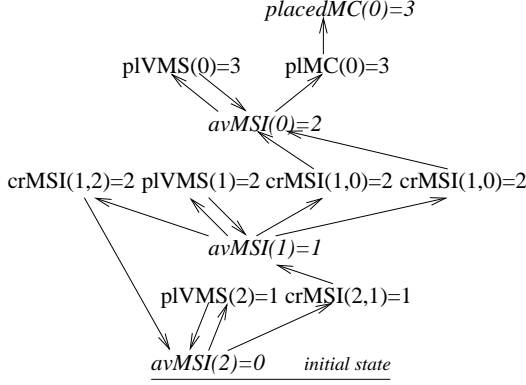 placedMC(0)=3
plVMS(0)=3 plMC(0)=3
avMSI(0)=2
crMSI(1,2)=2 plVMS(1)=2 crMSI(1,0)=2 crMSI(1,0)=2
avMSI(1)=1
plVMS(2)=1 crMSI(2,1)=1
avMSI(2)=0 initial state